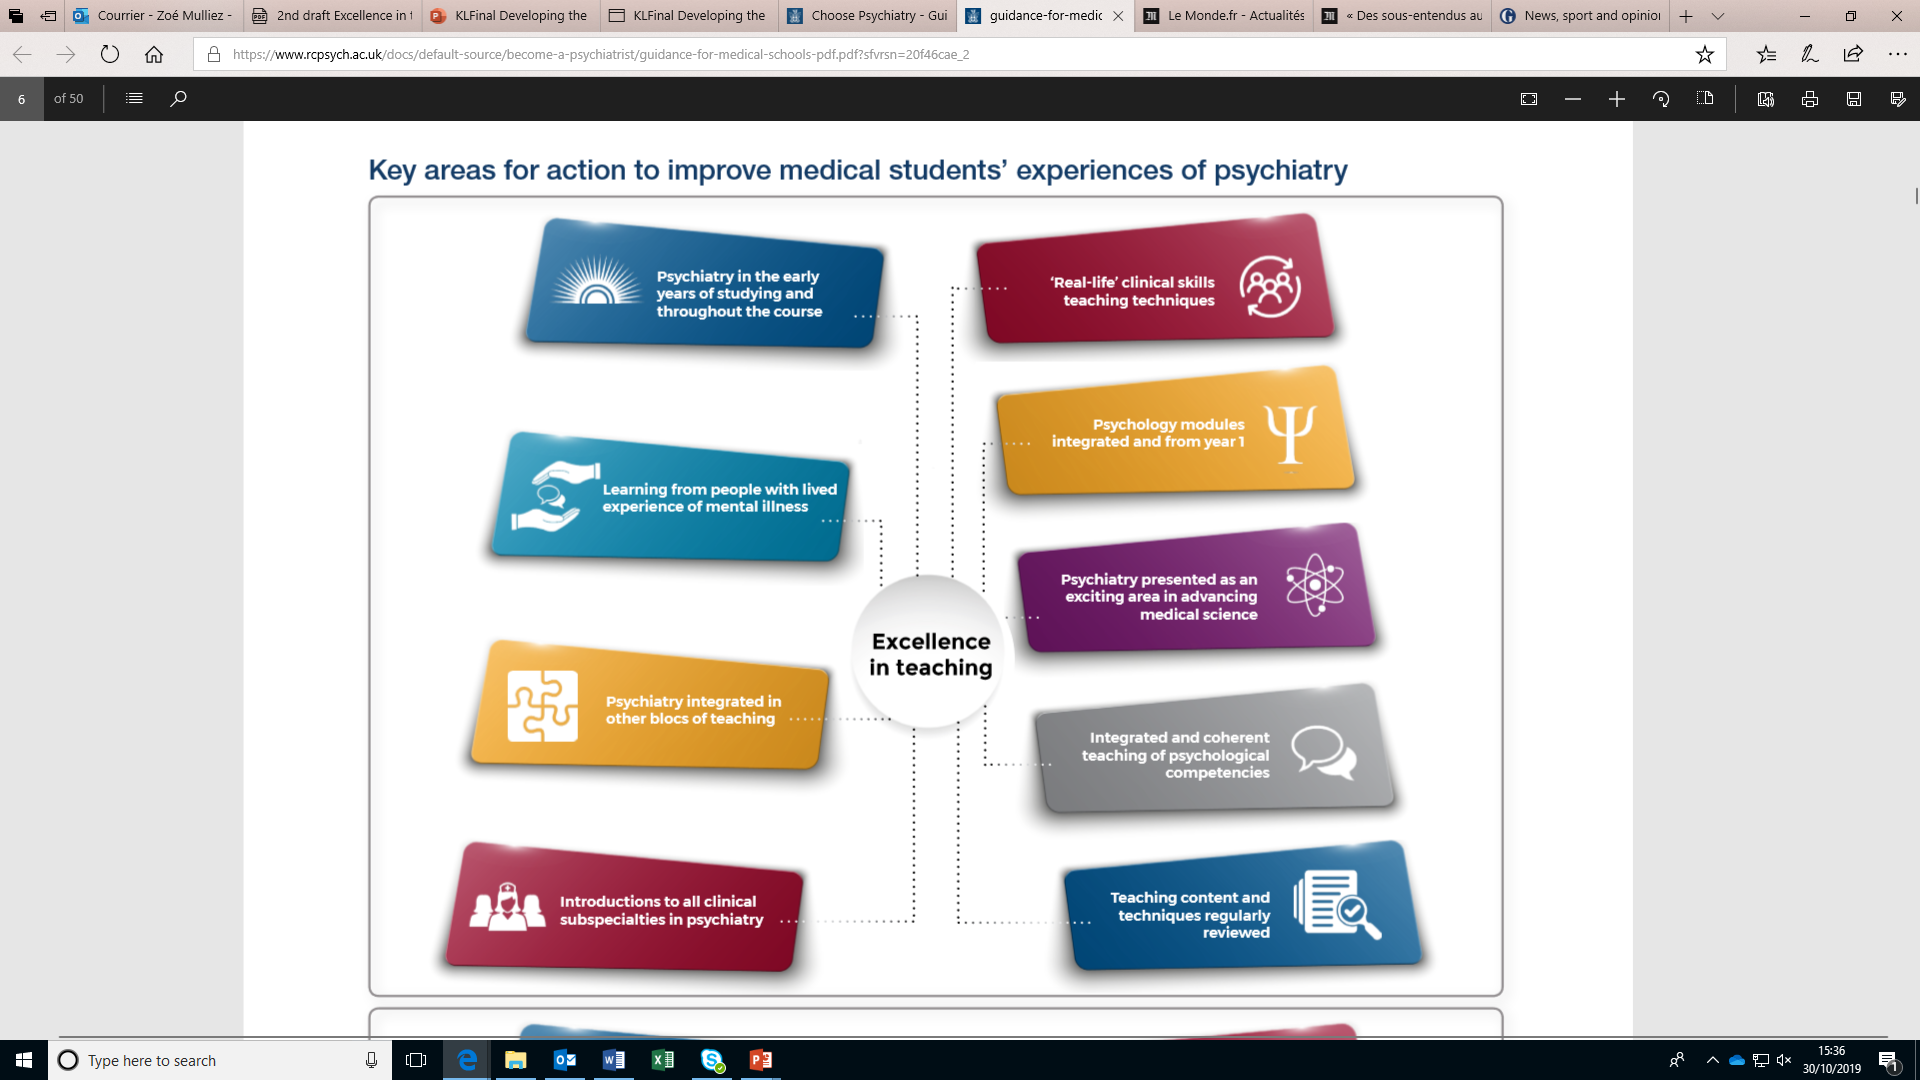 Courrier - Zoé Mulliez -
2nd draft Excellence in t
KLFinal Developing the
KLFinal Developing the
Choose Psychiatry - Gui
guidance-for-medic
Le Monde.fr - Actualités
« Des sous-entendus au
News, sport and opinion
https://www.rcpsych.ac.uk/docs/default-source/become-a-psychiatrist/guidance-for-medical-schools-pdf.pdf?sfvrsn=20f46cae_2
6 of 50
Key areas for action to improve medical students’ experiences of psychiatry
Psychiatry in the early
years of studying and
throughout the course
‘Real-life’ clinical skills
teaching techniques
Psychology modules
integrated and from year 1
Learning from people with lived
experience of mental illness
Psychiatry presented as an
exciting area in advancing
medical science
Excellence
in teaching
Psychiatry integrated in
other blocs of teaching
Integrated and coherent
teaching of psychological
competencies
Introductions to all clinical
subspecialties in psychiatry
Teaching content and
techniques regularly
reviewed
Type here to search
15:36
30/10/2019
1